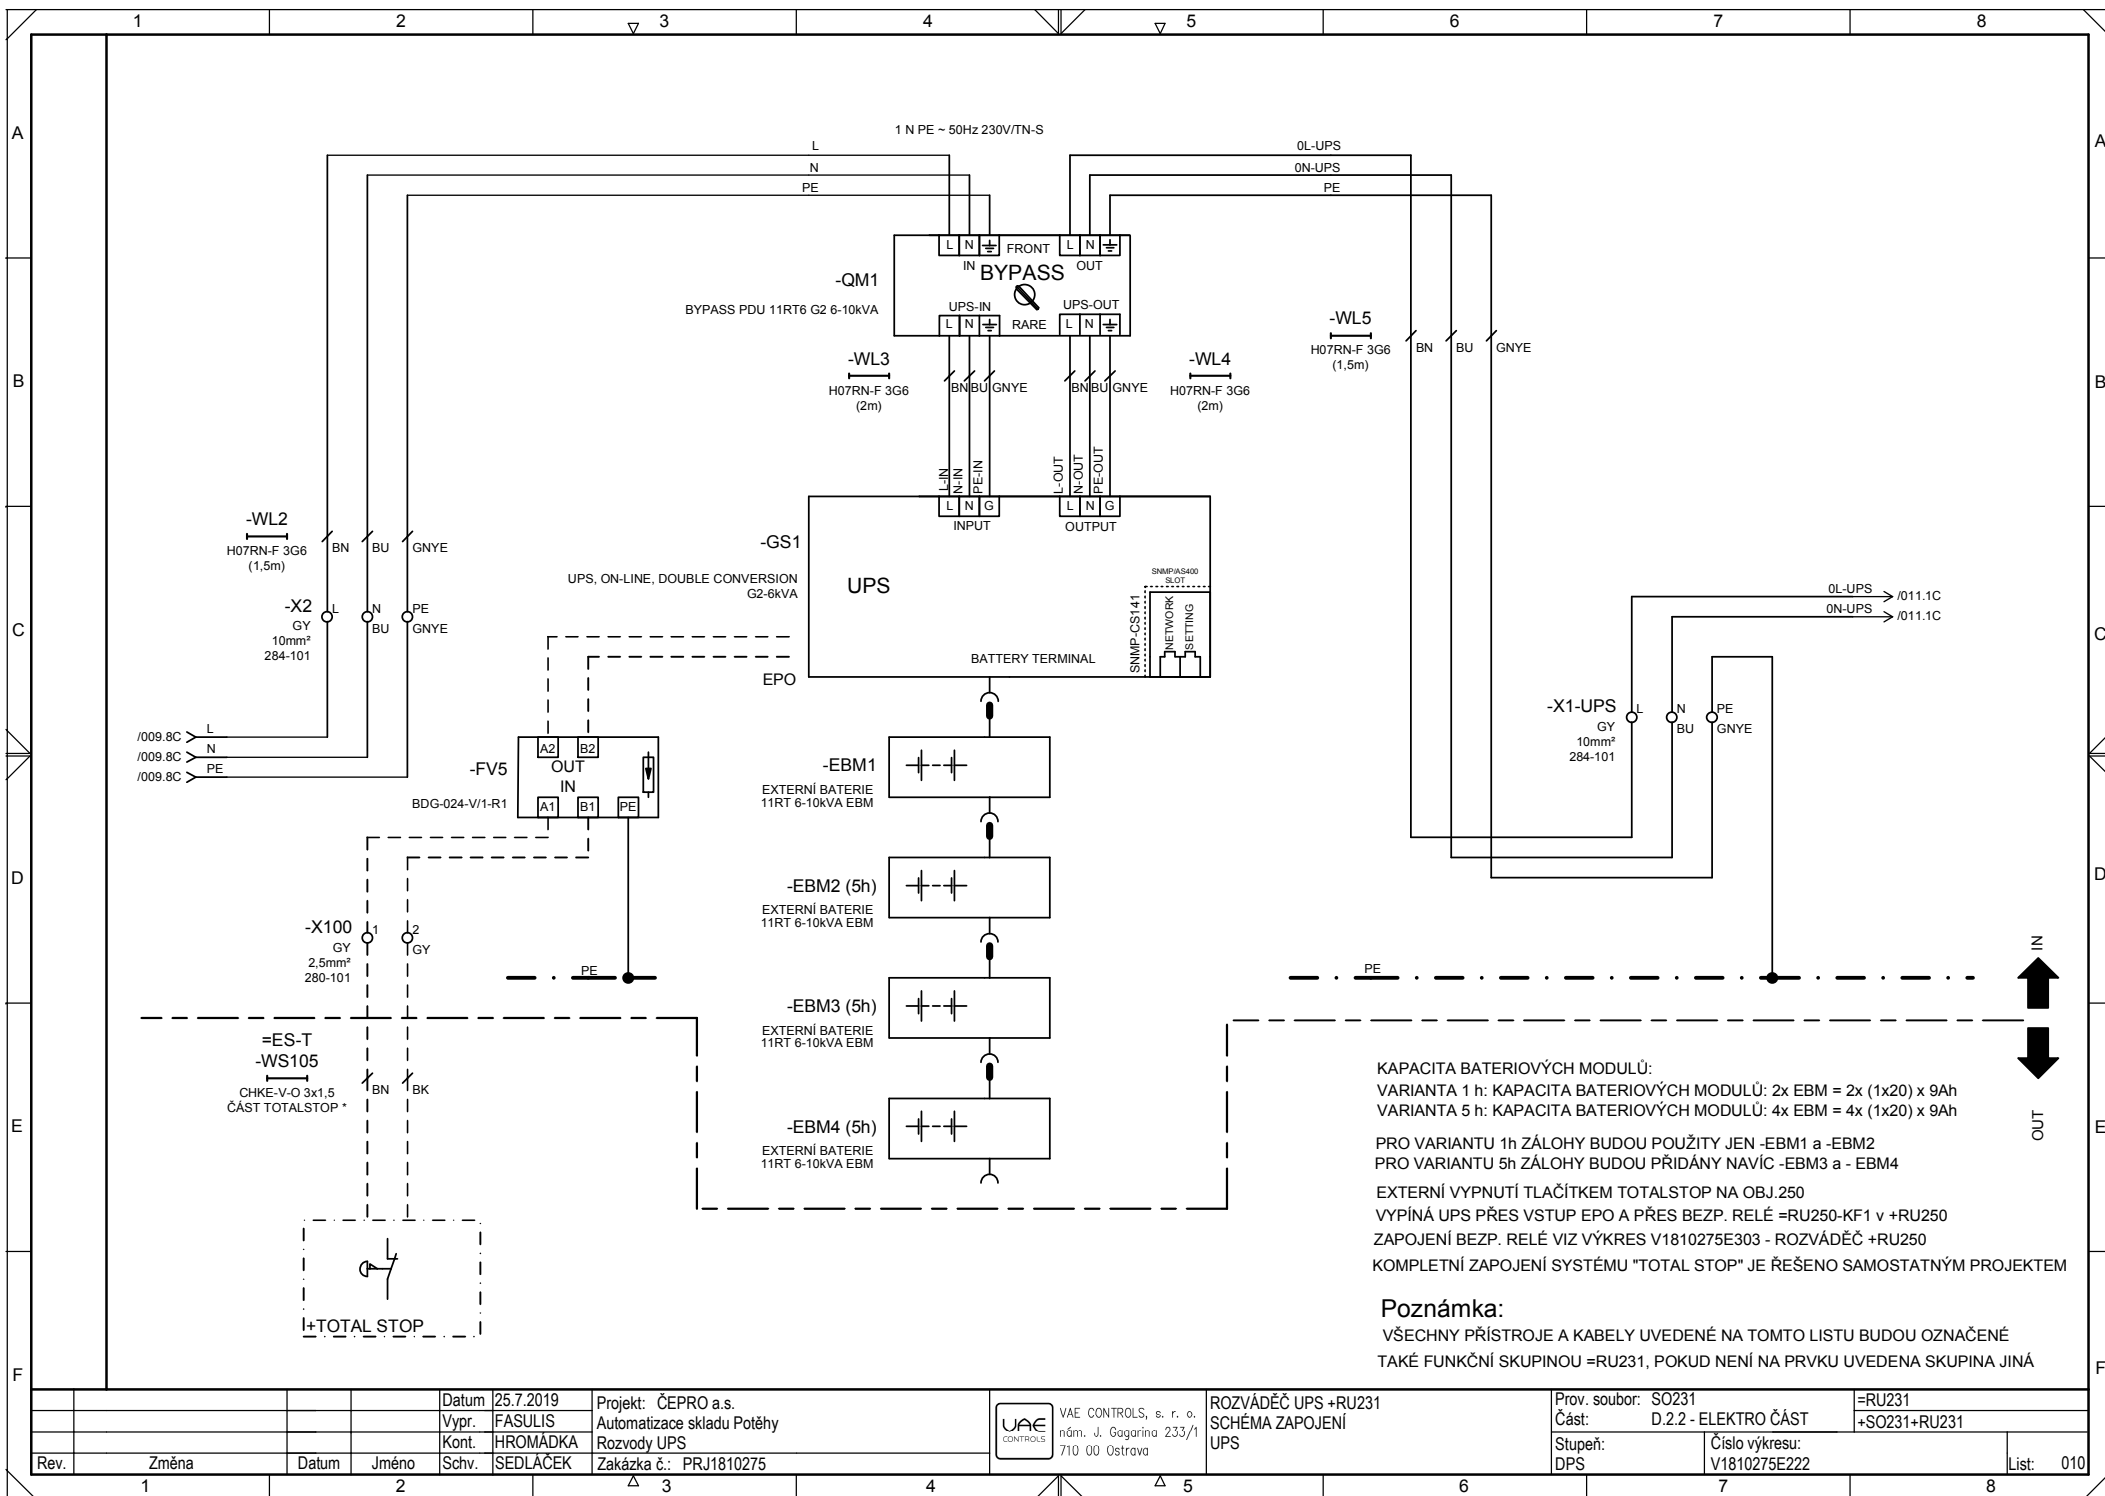 1 2 3 4 5 6 7 8
A A
B B
C C
D D
E E
F F
1 N PE ~ 50Hz 230V/TN-S
L
N
PE
0L-UPS
0N-UPS
PE
L N FRONT L N
IN BYPASS OUT
-QM1
BYPASS PDU 11RT6 G2 6-10kVA
UPS-IN UPS-OUT
L N RARE L N
-WL3
H07RN-F 3G6
(2m)
BN BU GNYE
BN BU GNYE
-WL4
H07RN-F 3G6
(2m)
-WL5
H07RN-F 3G6
(1,5m)
BN BU GNYE
L-IN
N-IN
PE-IN
L-OUT
N-OUT
PE-OUT
L N G L N G
INPUT OUTPUT
-GS1
UPS, ON-LINE, DOUBLE CONVERSION
G2-6kVA
UPS
SNMP/AS400
SLOT
SNMP-CS141
NETWORK
SETTING
BATTERY TERMINAL
EPO
-WL2
H07RN-F 3G6
(1,5m)
BN BU GNYE
-X2
GY
10mm²
284-101
L N PE
BU GNYE
/009.8C L
/009.8C N
/009.8C PE
0L-UPS /011.1C
0N-UPS /011.1C
-X1-UPS
GY
10mm²
284-101
L N PE
BU GNYE
-FV5
BDG-024-V/1-R1
A2 B2
OUT
IN
A1 B1 PE
-EBM1
EXTERNÍ BATERIE
11RT 6-10kVA EBM
-EBM2 (5h)
EXTERNÍ BATERIE
11RT 6-10kVA EBM
-EBM3 (5h)
EXTERNÍ BATERIE
11RT 6-10kVA EBM
-EBM4 (5h)
EXTERNÍ BATERIE
11RT 6-10kVA EBM
-X100
GY
2,5mm²
280-101
1 2
GY
PE
PE
IN
OUT
=ES-T
-WS105
CHKE-V-O 3x1,5
ČÁST TOTALSTOP *
BN BK
+TOTAL STOP
KAPACITA BATERIOVÝCH MODULŮ:
VARIANTA 1 h: KAPACITA BATERIOVÝCH MODULŮ: 2x EBM = 2x (1x20) x 9Ah
VARIANTA 5 h: KAPACITA BATERIOVÝCH MODULŮ: 4x EBM = 4x (1x20) x 9Ah
PRO VARIANTU 1h ZÁLOHY BUDOU POUŽITY JEN -EBM1 a -EBM2
PRO VARIANTU 5h ZÁLOHY BUDOU PŘIDÁNY NAVÍC -EBM3 a - EBM4
EXTERNÍ VYPNUTÍ TLAČÍTKEM TOTALSTOP NA OBJ.250
VYPÍNÁ UPS PŘES VSTUP EPO A PŘES BEZP. RELÉ =RU250-KF1 v +RU250
ZAPOJENÍ BEZP. RELÉ VIZ VÝKRES V1810275E303 - ROZVÁDĚČ +RU250
KOMPLETNÍ ZAPOJENÍ SYSTÉMU "TOTAL STOP" JE ŘEŠENO SAMOSTATNÝM PROJEKTEM
Poznámka:
VŠECHNY PŘÍSTROJE A KABELY UVEDENÉ NA TOMTO LISTU BUDOU OZNAČENÉ
TAKÉ FUNKČNÍ SKUPINOU =RU231, POKUD NENÍ NA PRVKU UVEDENA SKUPINA JINÁ
Rev. Změna Datum Jméno
Datum 25.7.2019
Vypr. FASULIS
Kont. HROMÁDKA
Schv. SEDLÁČEK
Projekt: ČEPRO a.s.
Automatizace skladu Potěhy
Rozvody UPS
Zakázka č.: PRJ1810275
VAE CONTROLS
VAE CONTROLS, s. r. o.
nám. J. Gagarina 233/1
710 00 Ostrava
ROZVÁDĚČ UPS +RU231
SCHÉMA ZAPOJENÍ
UPS
Prov. soubor: SO231
Část: D.2.2 - ELEKTRO ČÁST
Stupeň:
DPS
Číslo výkresu:
V1810275E222
=RU231
+SO231+RU231
List: 010
1 2 3 4 5 6 7 8